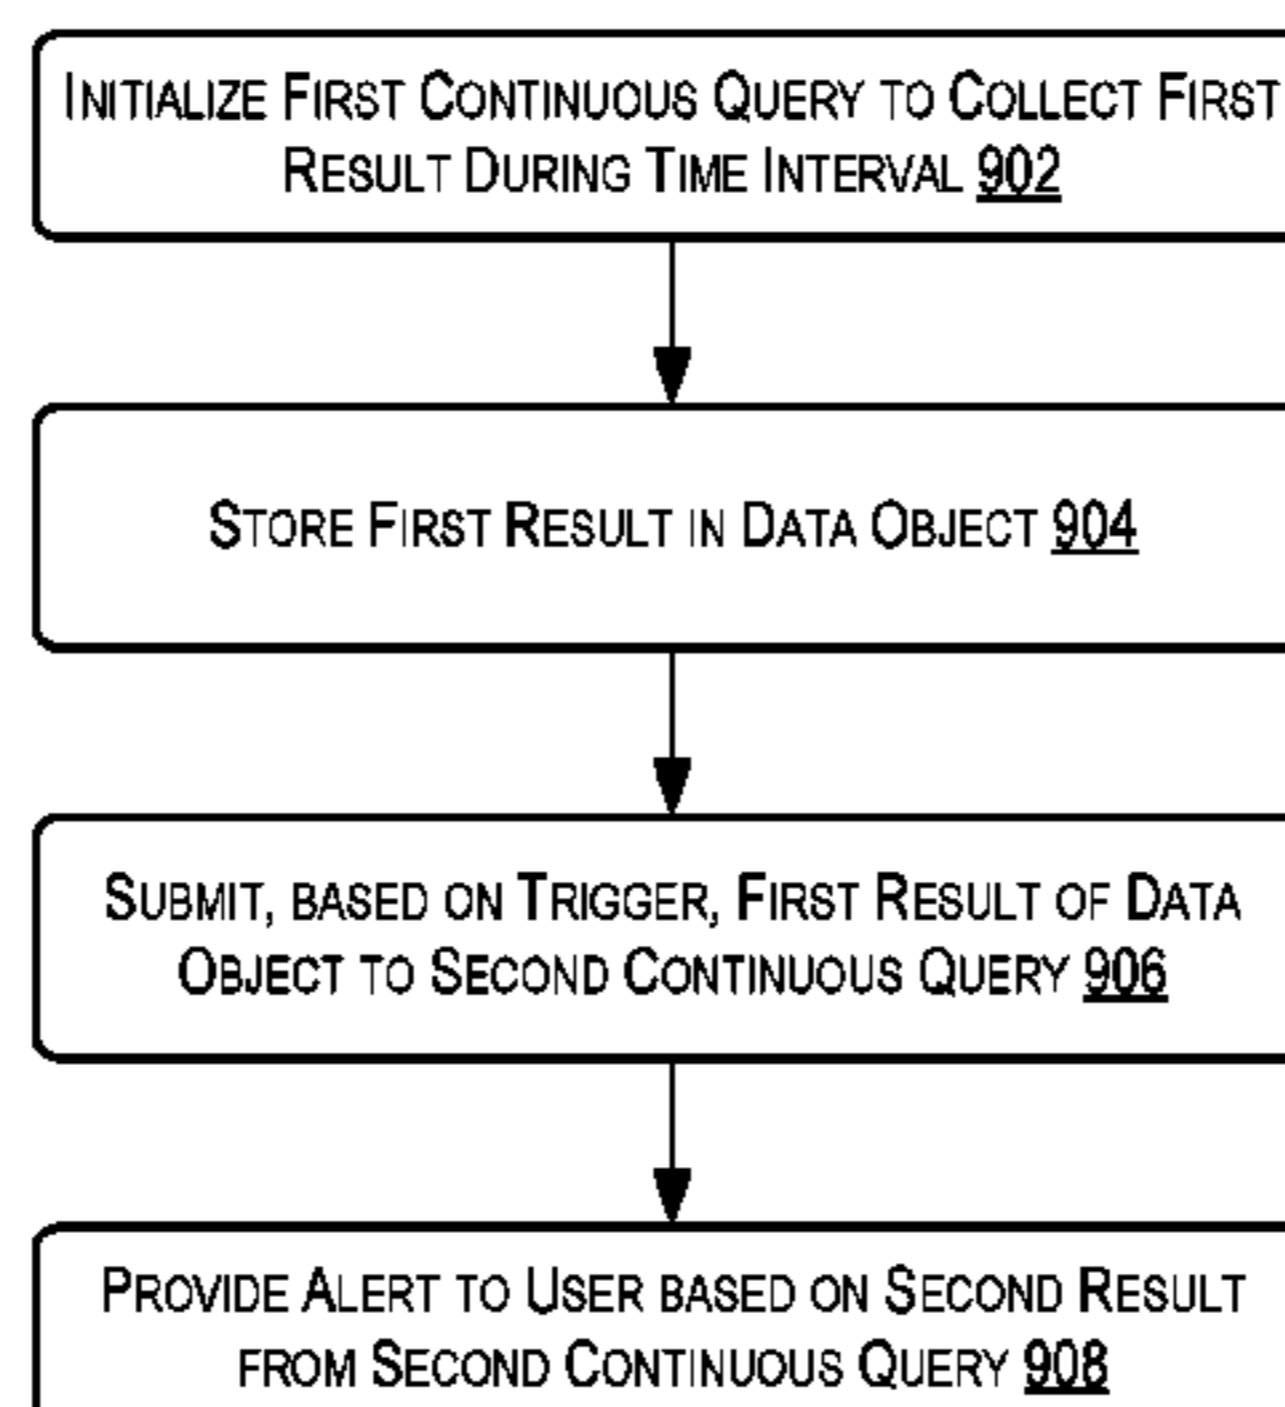 INITIALIZE FIRST CONTINUOUS QUERY TO COLLECT FIRST
RESULT DURING TIME INTERVAL 902
STORE FIRST RESULT IN DATA OBJECT 904
SUBMIT, BASED ON TRIGGER, FIRST RESULT OF DATA
OBJECT TO SECOND CONTINUOUS QUERY 906
PROVIDE ALERT TO USER BASED ON SECOND RESULT
FROM SECOND CONTINUOUS QUERY 908